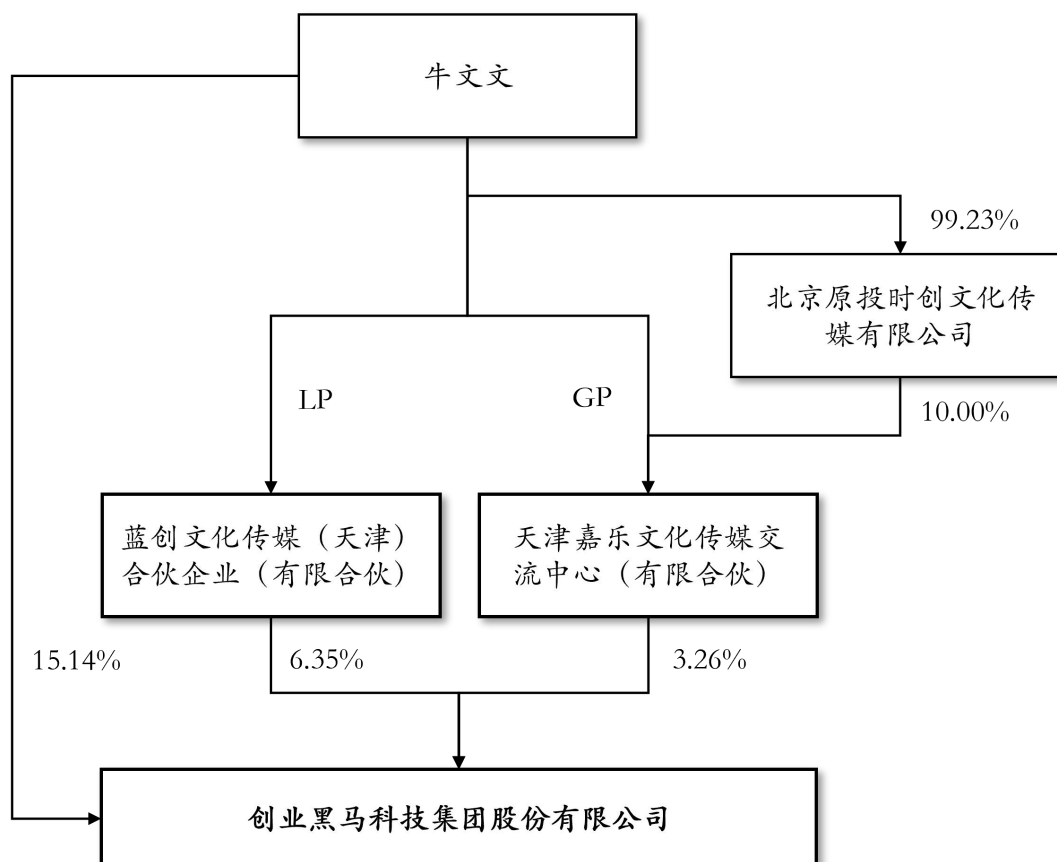 牛文文
99.23%
北京原投时创文化传
媒有限公司
LP
GP
10.00%
蓝创文化传媒（天津）
合伙企业（有限合伙）
天津嘉乐文化传媒交
流中心（有限合伙）
15.14%
6.35%
3.26%
创业黑马科技集团股份有限公司